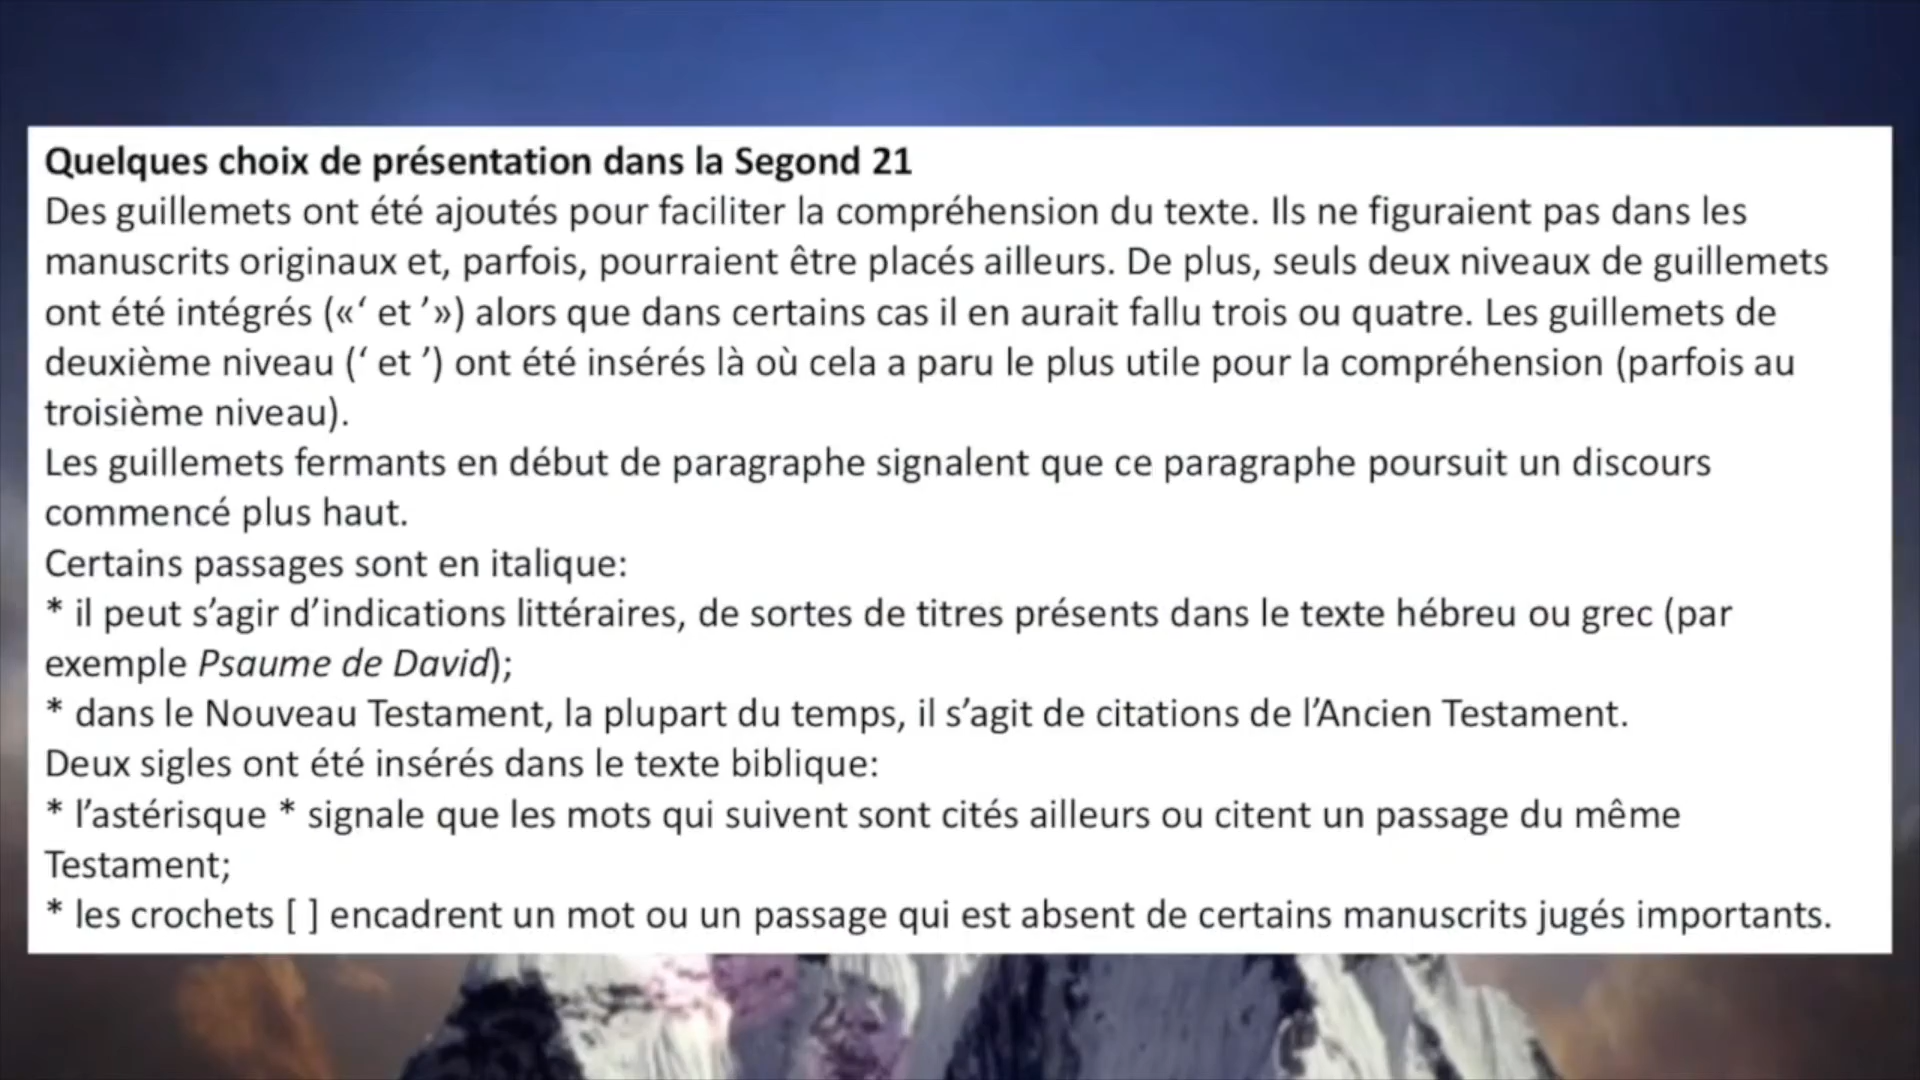 Quelques choix de présentation dans la Segond 21
Des guillemets ont été ajoutés pour faciliter la compréhension du texte. Ils ne figuraient pas dans les
manuscrits originaux et, parfois, pourraient être placés ailleurs. De plus, seuls deux niveaux de guillemets
ont été intégrés («‘ et ’») alors que dans certains cas il en aurait fallu trois ou quatre. Les guillemets de
deuxième niveau (‘ et ’) ont été insérés là où cela a paru le plus utile pour la compréhension (parfois au
troisième niveau).
Les guillemets fermants en début de paragraphe signalent que ce paragraphe poursuit un discours
commencé plus haut.
Certains passages sont en italique:
* il peut s’agir d’indications littéraires, de sortes de titres présents dans le texte hébreu ou grec (par
exemple Psaume de David);
* dans le Nouveau Testament, la plupart du temps, il s’agit de citations de l’Ancien Testament.
Deux sigles ont été insérés dans le texte biblique:
* l’astérisque * signale que les mots qui suivent sont cités ailleurs ou citent un passage du même
Testament;
* les crochets [ ] encadrent un mot ou un passage qui est absent de certains manuscrits jugés importants.